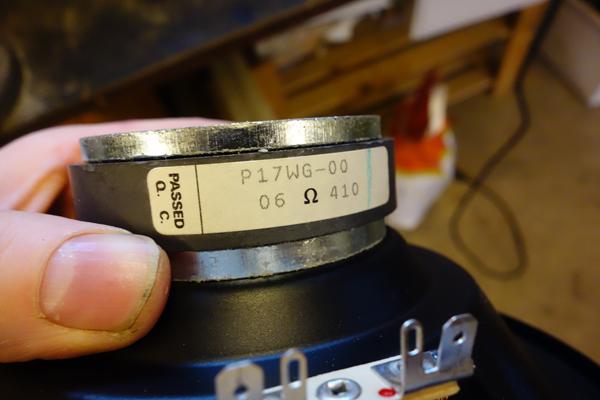 PASSED
Q. C.
P17WG-00
06 Ω 410